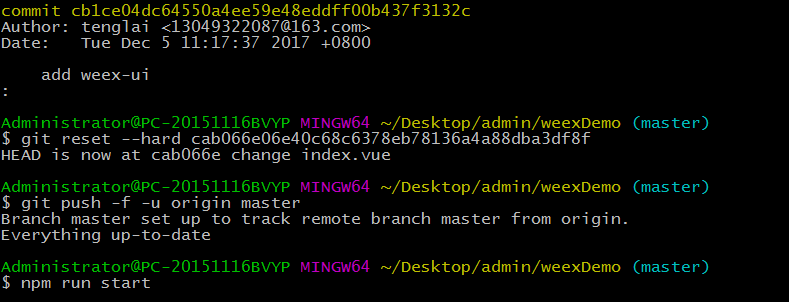 commit cb1ce04dc64550a4ee59e48eddff00b437f3132c
Author: tenglai <13049322087@163.com>
Date:   Tue Dec 5 11:17:37 2017 +0800
    add weex-ui
:
Administrator@PC-20151116BVYP MINGW64 ~/Desktop/admin/weexDemo (master)
$ git reset --hard cab066e06e40c68c6378eb78136a4a88dba3df8f
HEAD is now at cab066e change index.vue
Administrator@PC-20151116BVYP MINGW64 ~/Desktop/admin/weexDemo (master)
$ git push -f -u origin master
Branch master set up to track remote branch master from origin.
Everything up-to-date
Administrator@PC-20151116BVYP MINGW64 ~/Desktop/admin/weexDemo (master)
$ npm run start